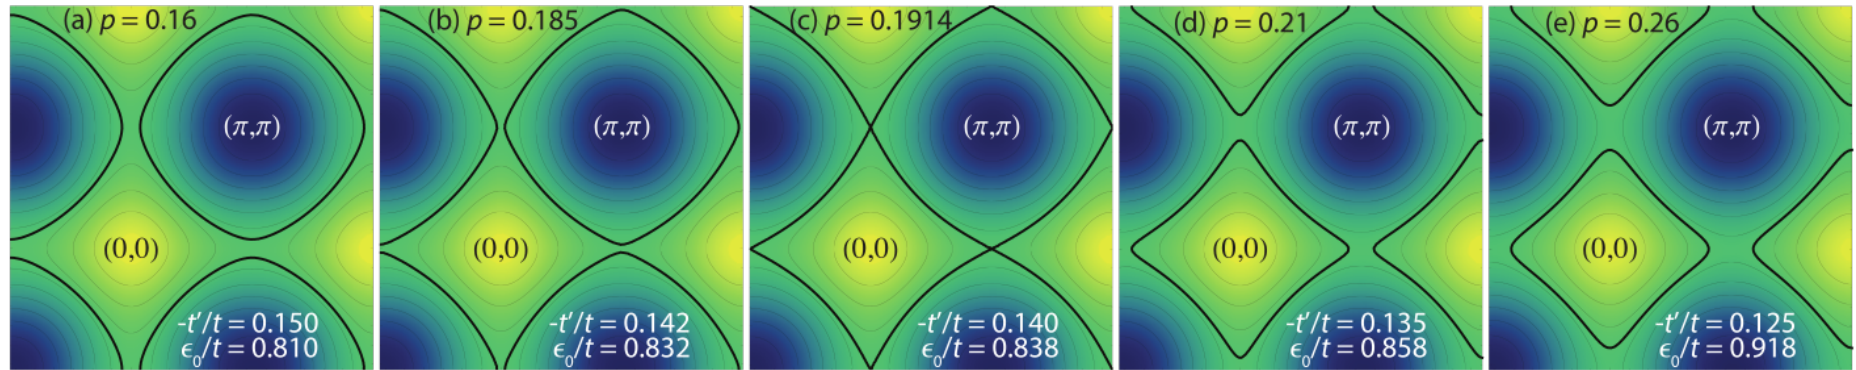 (a) p = 0.16
(π,π)
(0,0)
-t'/t = 0.150
ϵ₀/t = 0.810
(b) p = 0.185
(π,π)
(0,0)
-t'/t = 0.142
ϵ₀/t = 0.832
(c) p = 0.1914
(π,π)
(0,0)
-t'/t = 0.140
ϵ₀/t = 0.838
(d) p = 0.21
(π,π)
(0,0)
-t'/t = 0.135
ϵ₀/t = 0.858
(e) p = 0.26
(π,π)
(0,0)
-t'/t = 0.125
ϵ₀/t = 0.918